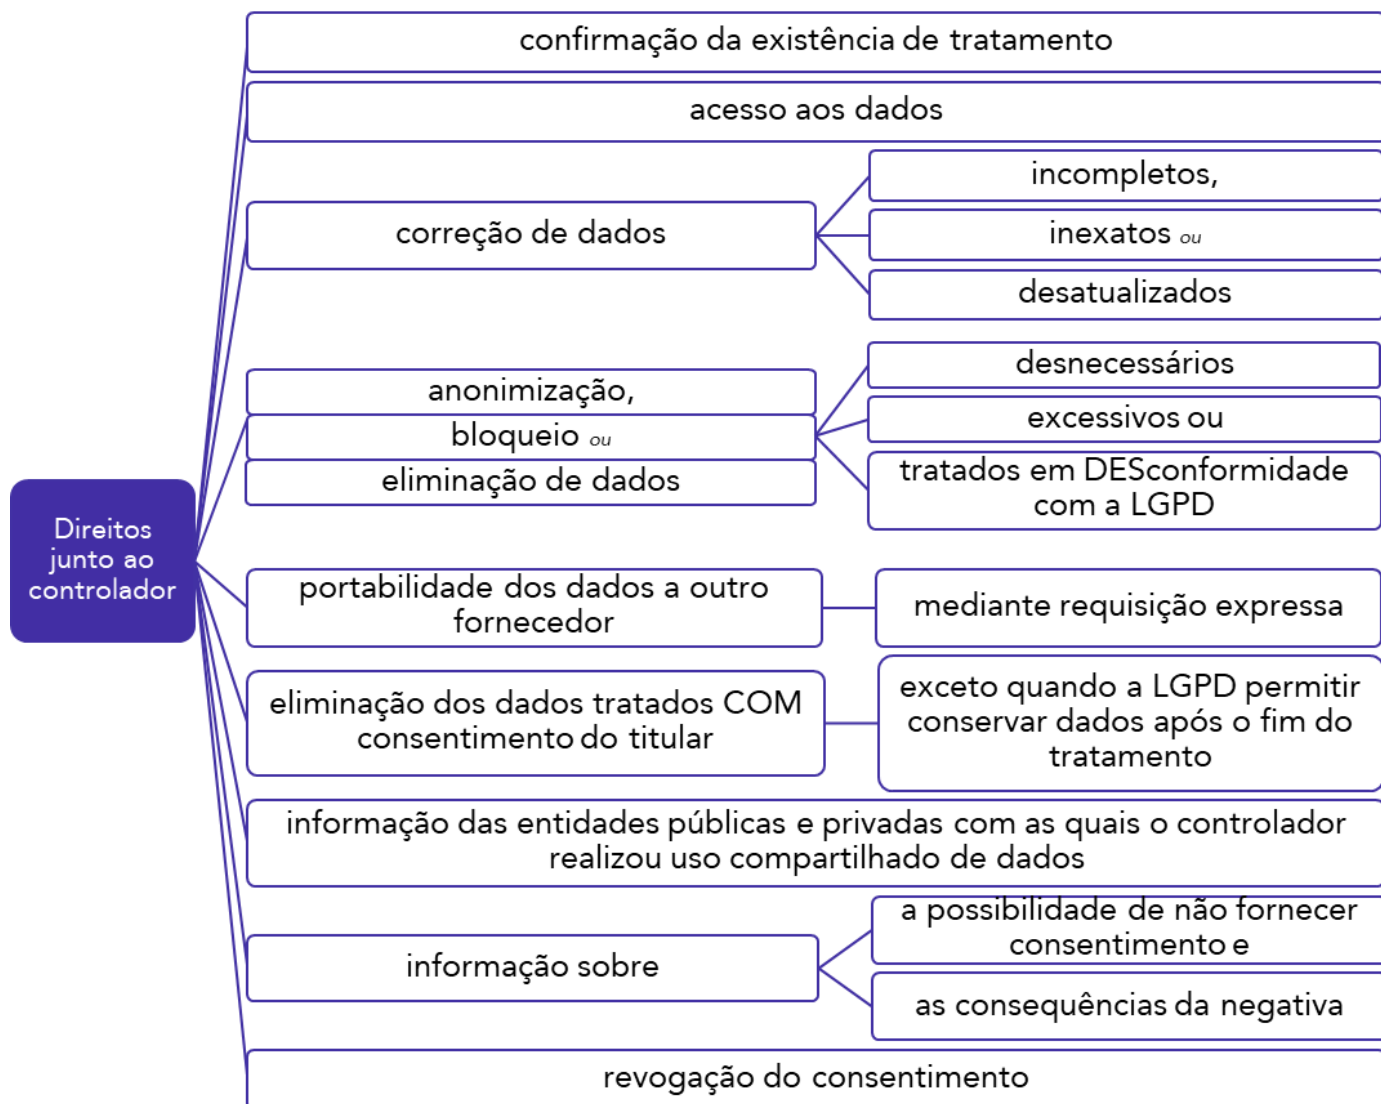 Direitos
junto ao
controlador
confirmação da existência de tratamento
acesso aos dados
correção de dados
incompletos,
inexatos ou
desatualizados
anonimização,
bloqueio ou
eliminação de dados
desnecessários
excessivos ou
tratados em DESconformidade
com a LGPD
portabilidade dos dados a outro
fornecedor
mediante requisição expressa
eliminação dos dados tratados COM
consentimento do titular
exceto quando a LGPD permitir
conservar dados após o fim do
tratamento
informação das entidades públicas e privadas com as quais o controlador
realizou uso compartilhado de dados
informação sobre
a possibilidade de não fornecer
consentimento e
as consequências da negativa
revogação do consentimento